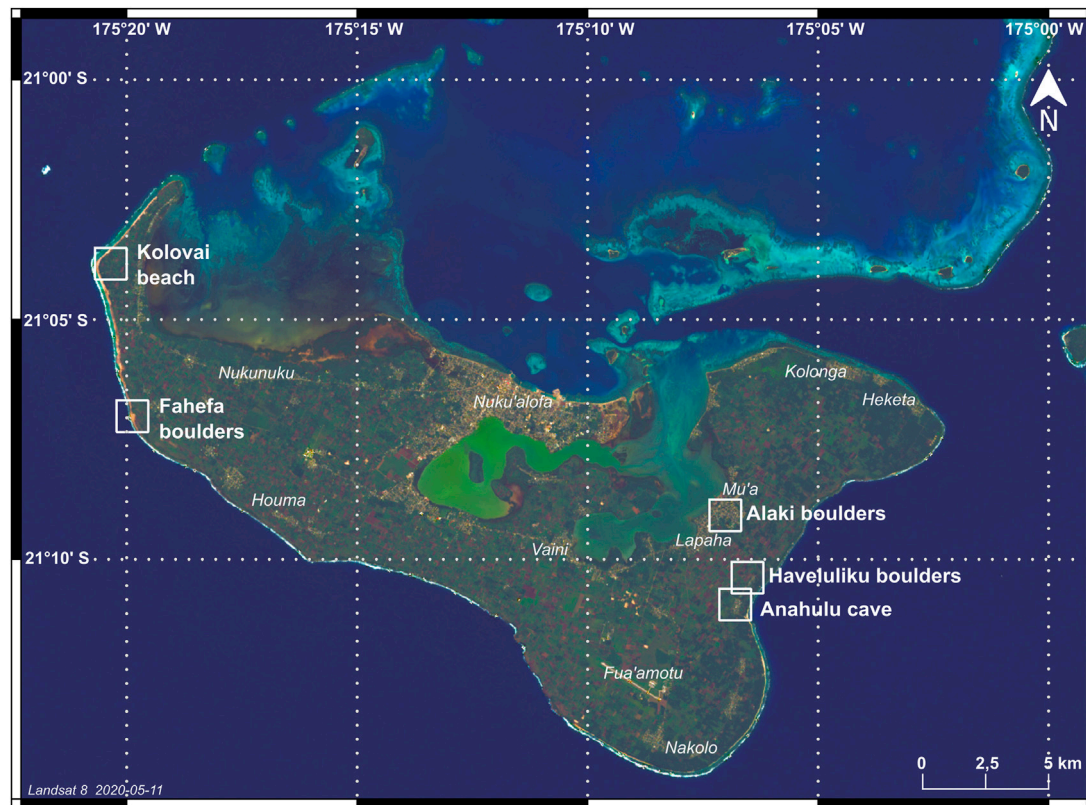 175°20' W
175°15' W
175°10' W
175°05' W
175°00' W
21°00' S
N
Kolovai
beach
21°05' S
Nukunuku
Kolonga
Fahefa
boulders
Nuku'alofa
Heketa
Houma
Mu'a
Alaki boulders
Vaini
Lapaha
21°10' S
Haveluliku boulders
Anahulu cave
Fua'amotu
Nakolo
0
2,5
5 km
Landsat 8 2020-05-11